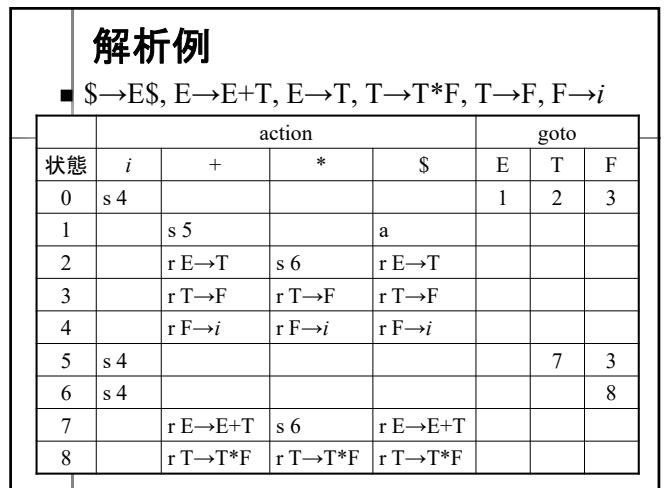 解析例
■ $→E$, E→E+T, E→T, T→T*F, T→F, F→i
action goto
状態 i + * $ E T F
0 s 4 1 2 3
1 s 5 a
2 r E→T s 6 r E→T
3 r T→F r T→F r T→F
4 r F→i r F→i r F→i
5 s 4 7 3
6 s 4 8
7 r E→E+T s 6 r E→E+T
8 r T→T*F r T→T*F r T→T*F